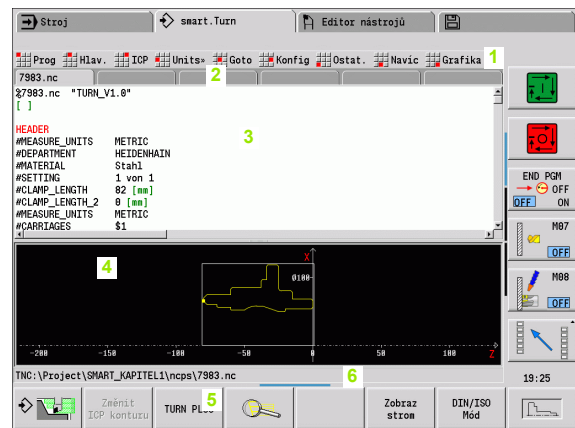 Stroj smart.Turn Editor nástrojů
Prog Hlav. ICP Units» Goto Konfig Ostat. Navíc Grafika 1
7983.nc 2
%7983.nc "TURN_V1.0"
[ ]
3
HEADER
#MEASURE_UNITS METRIC
#DEPARTMENT HEIDENHAIN
#MATERIAL Stahl
#SETTING 1 von 1
#CLAMP_LENGTH 82 [mm]
#CLAMP_LENGTH_2 0 [mm]
#MEASURE_UNITS METRIC
#CARRIAGES $1
4
X
Ø100
-200 -150 -100 -50 0 50 100 Z
TNC:\Project\SMART_KAPITEL1\ncps\7983.nc 6
I
O
END PGM
OFF
OFF ON
M07
OFF
M08
OFF
19:25
Změnit
ICP konturu
TURN PLUS 5
Zobraz
strom
DIN/ISO
Mód